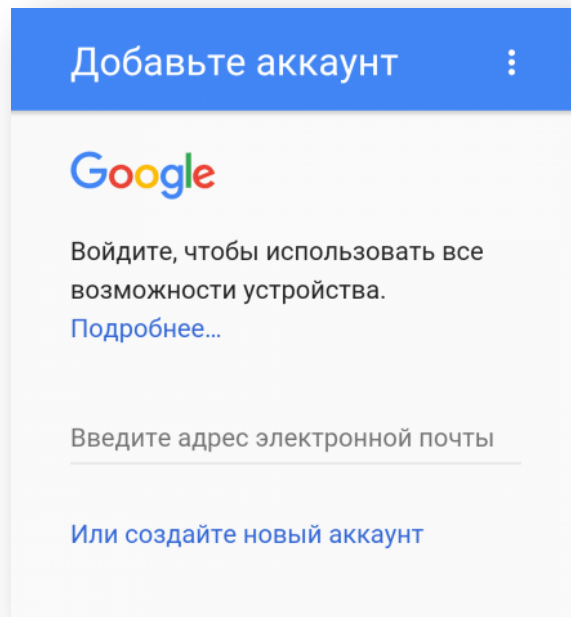 Добавьте аккаунт
Google
Войдите, чтобы использовать все
возможности устройства.
Подробнее...
Введите адрес электронной почты
Или создайте новый аккаунт